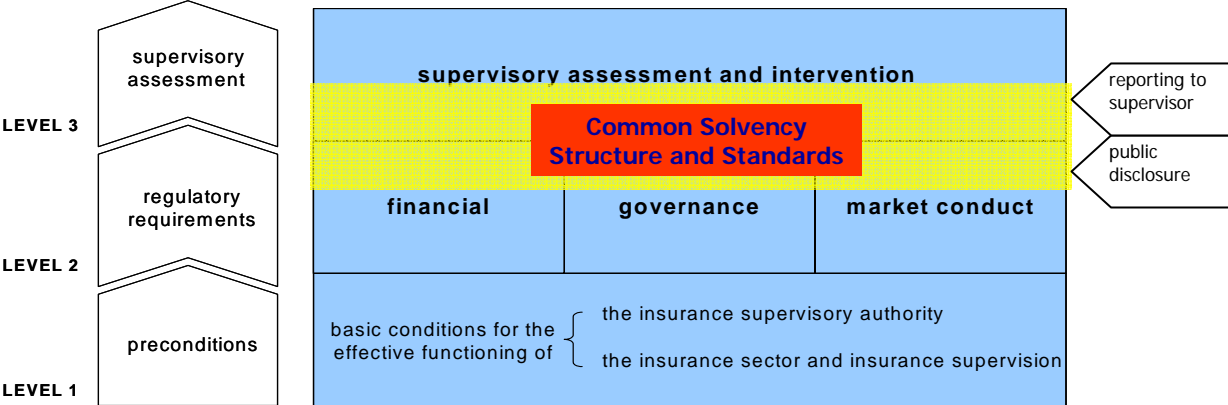 supervisory
assessment
LEVEL 3
regulatory
requirements
LEVEL 2
preconditions
LEVEL 1
supervisory assessment and intervention
Common Solvency
Structure and Standards
financial
governance
market conduct
basic conditions for the
effective functioning of
the insurance supervisory authority
the insurance sector and insurance supervision
reporting to
supervisor
public
disclosure